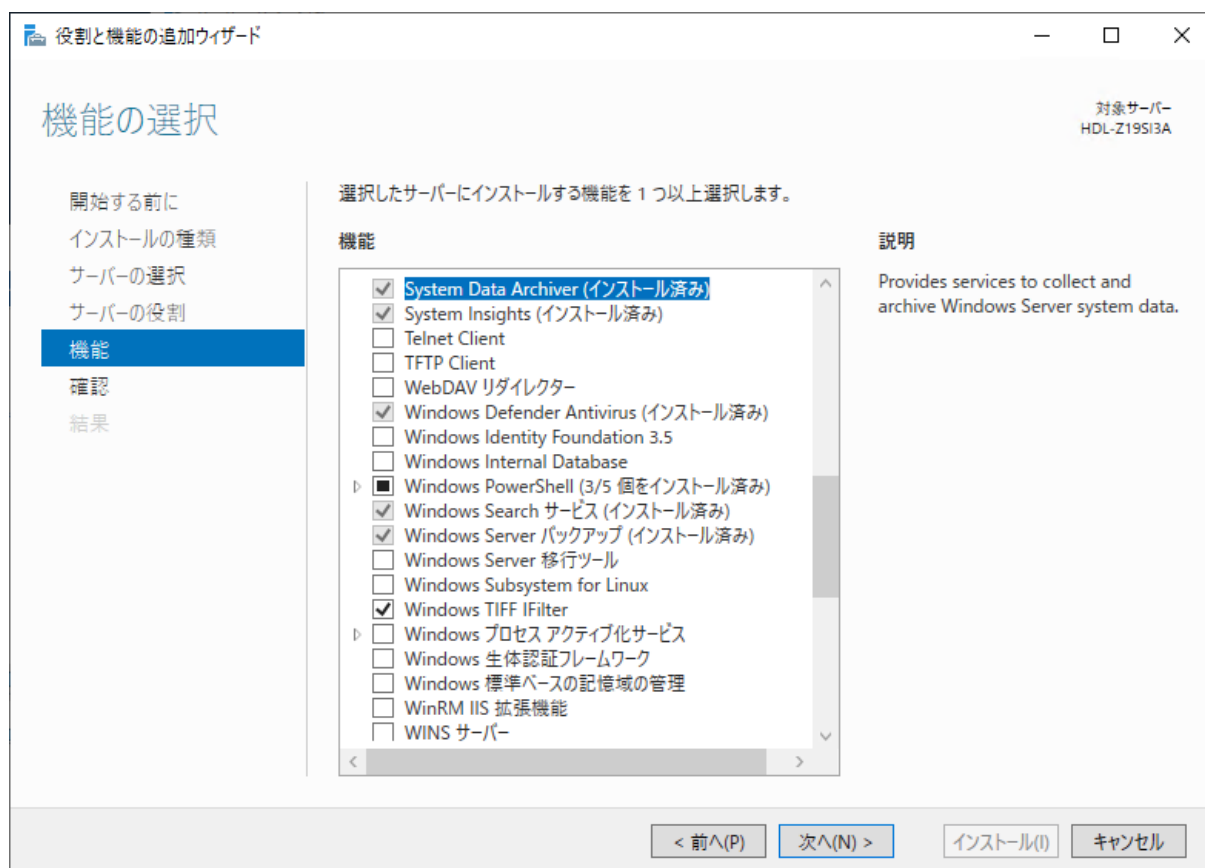 役割と機能の追加ウィザード
機能の選択
対象サーバー
HDL-Z19SI3A
開始する前に
インストールの種類
サーバーの選択
サーバーの役割
機能
確認
結果
選択したサーバーにインストールする機能を 1 つ以上選択します。
機能
System Data Archiver (インストール済み)
System Insights (インストール済み)
Telnet Client
TFTP Client
WebDAV リダイレクター
Windows Defender Antivirus (インストール済み)
Windows Identity Foundation 3.5
Windows Internal Database
Windows PowerShell (3/5 個をインストール済み)
Windows Search サービス (インストール済み)
Windows Server バックアップ (インストール済み)
Windows Server 移行ツール
Windows Subsystem for Linux
Windows TIFF IFilter
Windows プロセス アクティブ化サービス
Windows 生体認証フレームワーク
Windows 標準ベースの記憶域の管理
WinRM IIS 拡張機能
WINS サーバー
説明
Provides services to collect and
archive Windows Server system data.
< 前へ(P)
次へ(N) >
インストール(I)
キャンセル